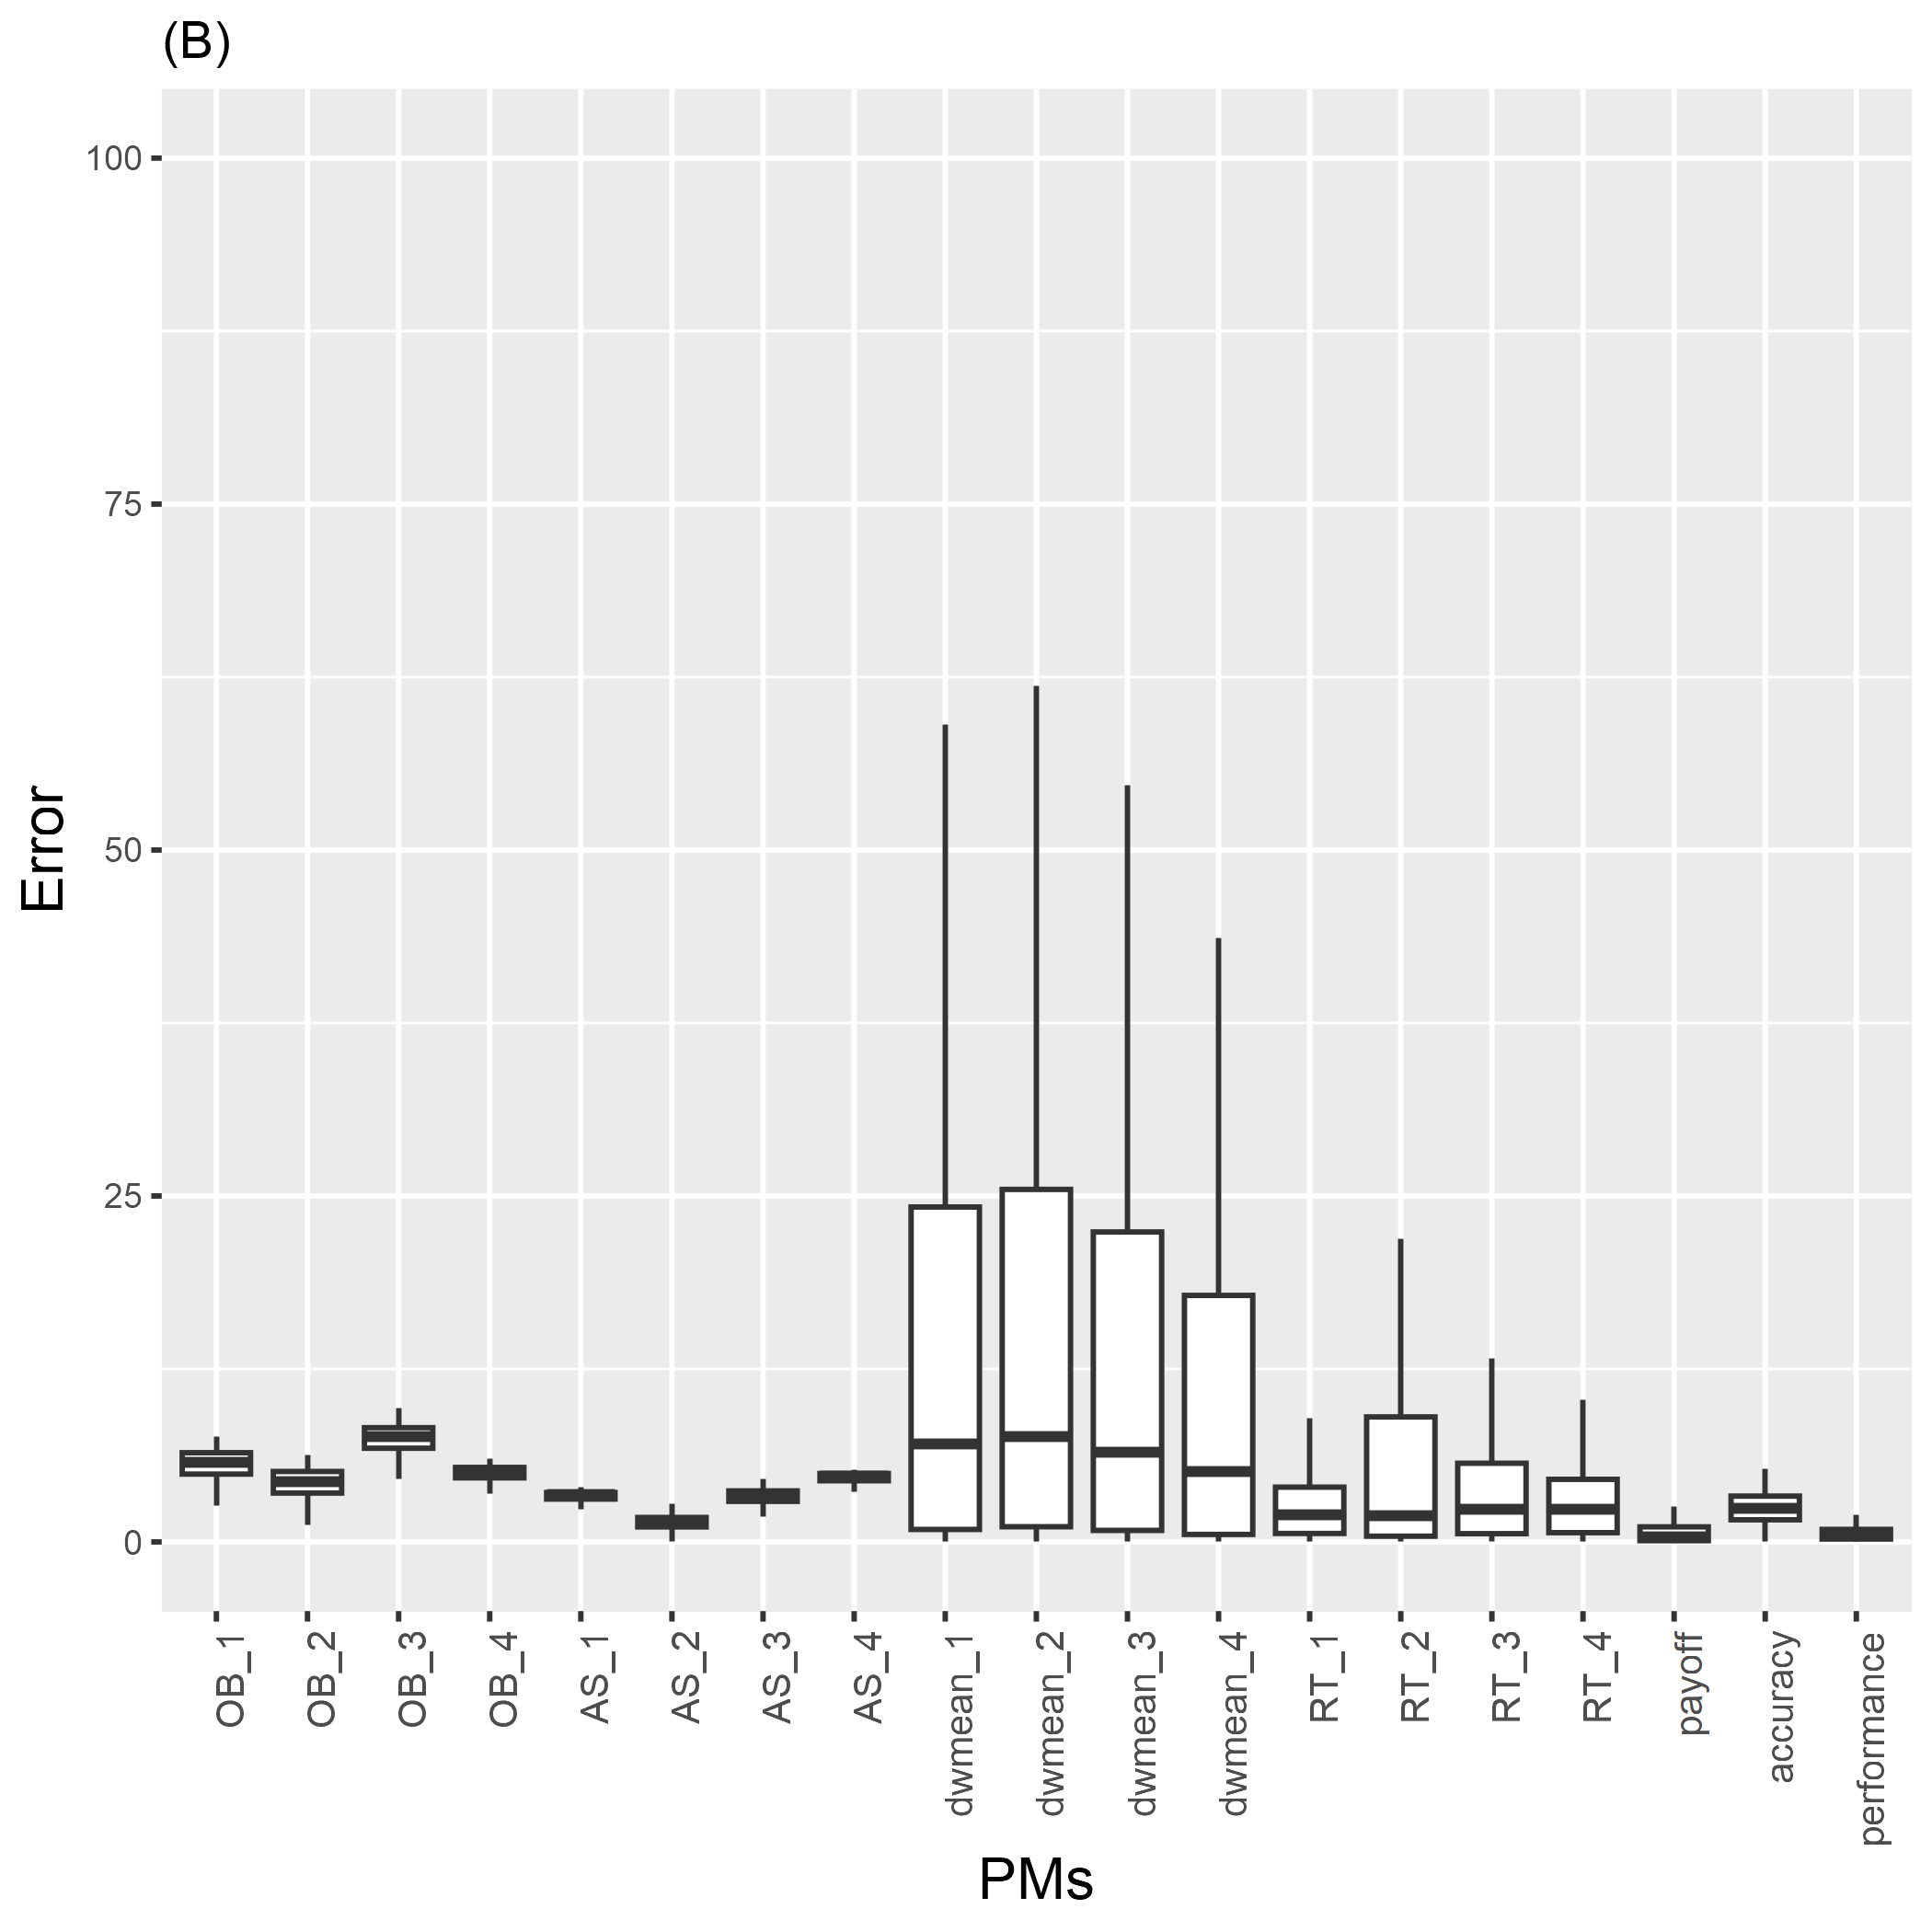 (B)
Error
100
75
50
25
0
OB_1
OB_2
OB_3
OB_4
AS_1
AS_2
AS_3
AS_4
dwmean_1
dwmean_2
dwmean_3
dwmean_4
RT_1
RT_2
RT_3
RT_4
payoff
accuracy
performance
PMs